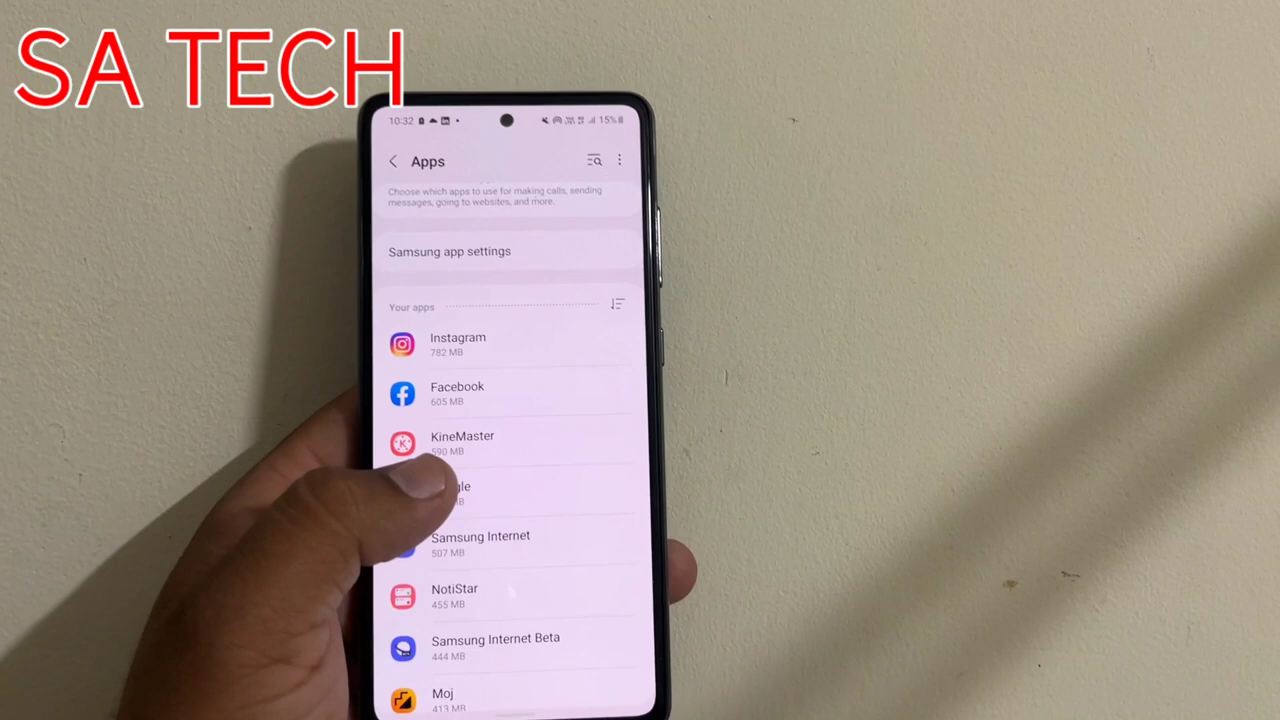 SA TECH
10:32
15%
Apps
Choose which apps to use for making calls, sending
messages, going to websites, and more.
Samsung app settings
Your apps
Instagram
782 MB
Facebook
605 MB
KineMaster
590 MB
Samsung Internet
507 MB
NotiStar
455 MB
Samsung Internet Beta
444 MB
Moj
413 MB